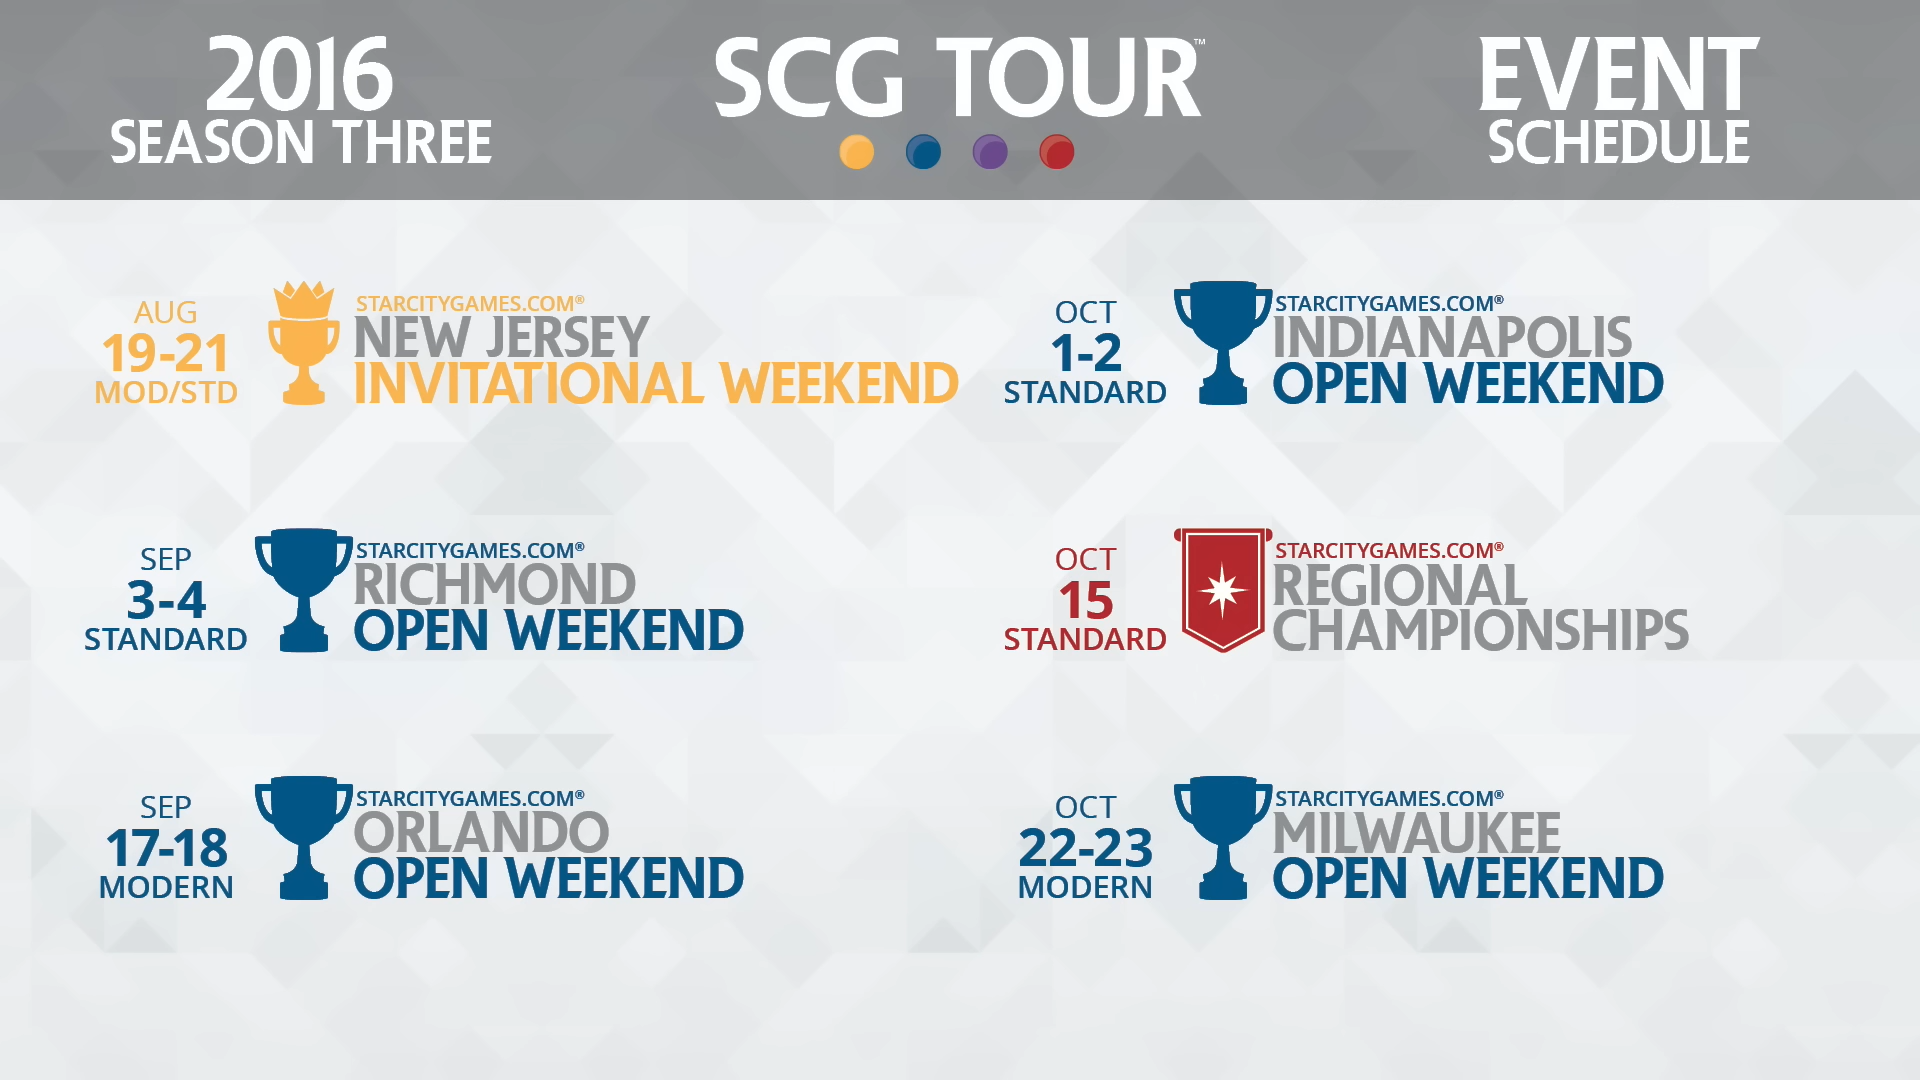 2016
SEASON THREE
SCG TOUR™
EVENT
SCHEDULE
AUG
19-21
MOD/STD
STARCITYGAMES.COM®
NEW JERSEY
INVITATIONAL WEEKEND
SEP
3-4
STANDARD
STARCITYGAMES.COM®
RICHMOND
OPEN WEEKEND
SEP
17-18
MODERN
STARCITYGAMES.COM®
ORLANDO
OPEN WEEKEND
OCT
1-2
STANDARD
STARCITYGAMES.COM®
INDIANAPOLIS
OPEN WEEKEND
OCT
15
STANDARD
STARCITYGAMES.COM®
REGIONAL
CHAMPIONSHIPS
OCT
22-23
MODERN
STARCITYGAMES.COM®
MILWAUKEE
OPEN WEEKEND